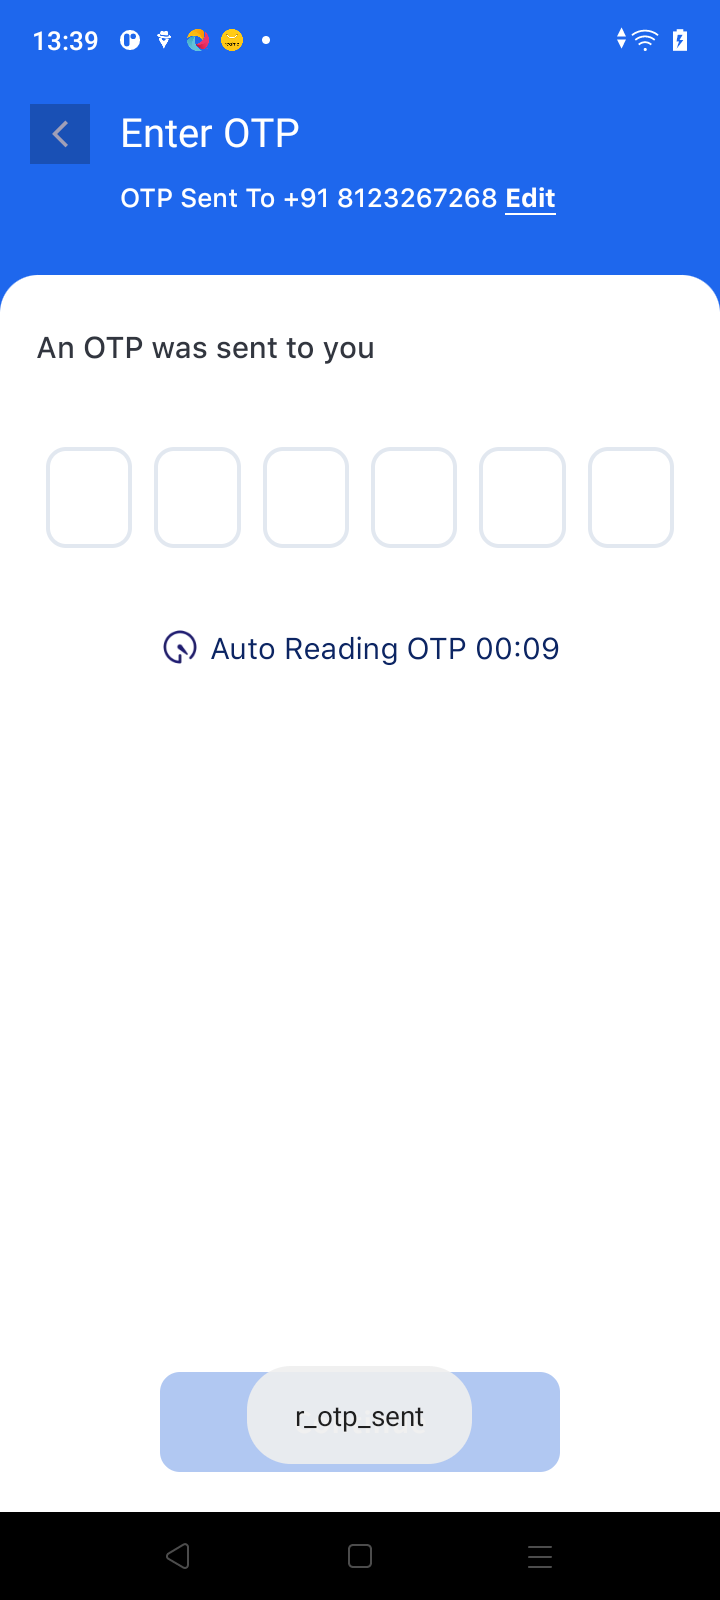 13:39
Enter OTP
OTP Sent To +91 8123267268 Edit
An OTP was sent to you
Auto Reading OTP 00:09
r_otp_sent